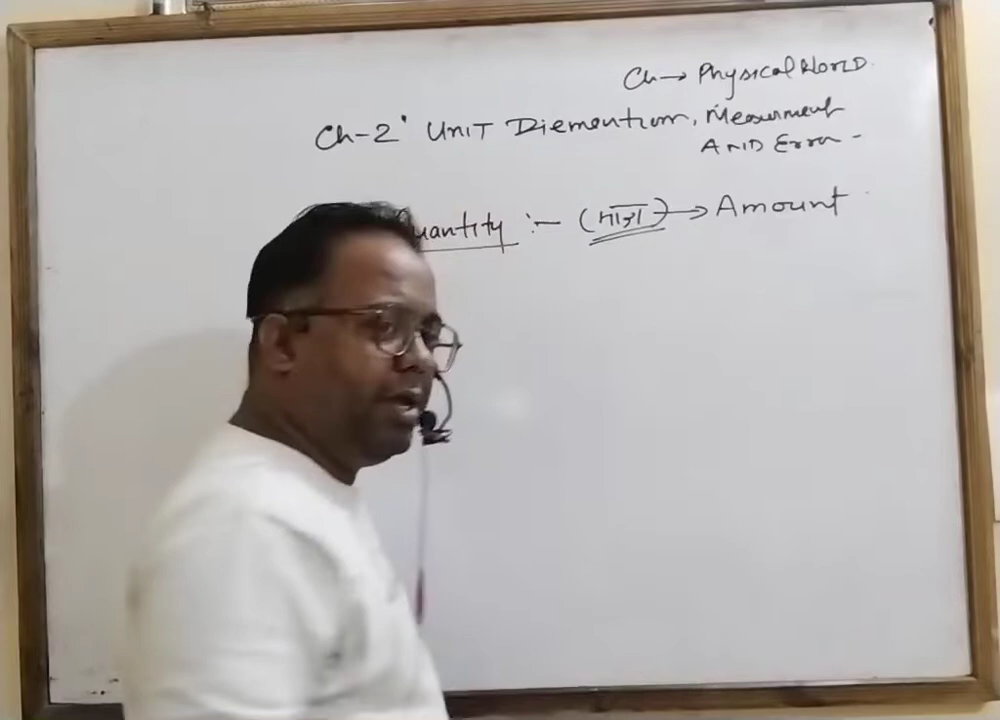 Ch→ Physical World
Ch-2 Unit Diemention, Measurment
AND Error -
uantity :- (मात्रा) → Amount